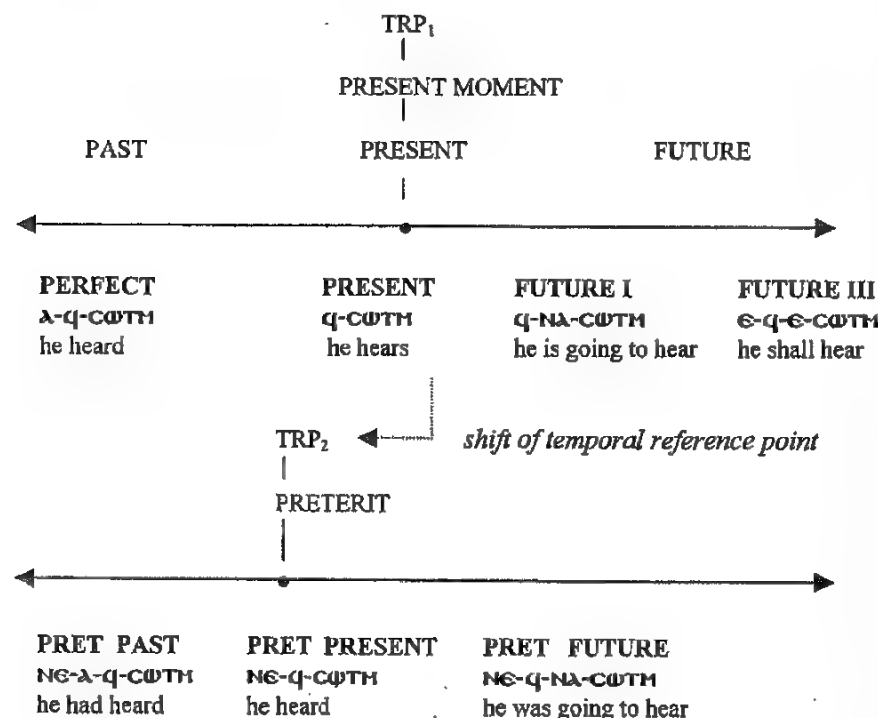 TRP₁
PRESENT MOMENT
PAST PRESENT FUTURE
PERFECT PRESENT FUTURE I FUTURE III
ⲁ-ϥ-ⲥⲱⲧⲙ ϥ-ⲥⲱⲧⲙ ϥ-ⲛⲁ-ⲥⲱⲧⲙ ⲉ-ϥ-ⲉ-ⲥⲱⲧⲙ
he heard he hears he is going to hear he shall hear
TRP₂ shift of temporal reference point
PRETERIT
PRET PAST PRET PRESENT PRET FUTURE
ⲛⲉ-ⲁ-ϥ-ⲥⲱⲧⲙ ⲛⲉ-ϥ-ⲥⲱⲧⲙ ⲛⲉ-ϥ-ⲛⲁ-ⲥⲱⲧⲙ
he had heard he heard he was going to hear